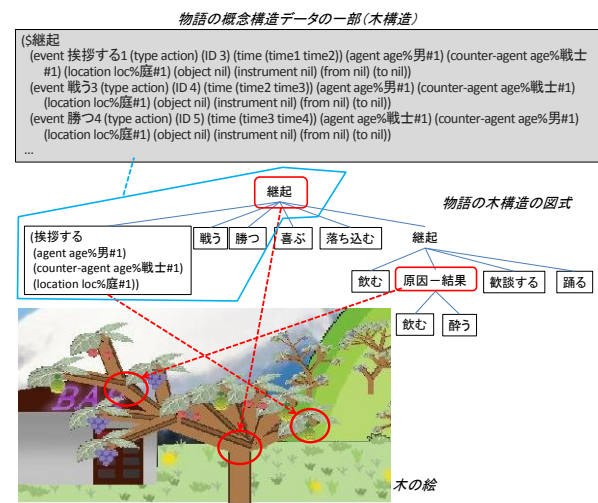 物語の概念構造データの一部(木構造)
($継起
(event 挨拶する1 (type action) (ID 3) (time (time1 time2)) (agent age%男#1) (counter-agent age%戦士
#1) (location loc%庭#1) (object nil) (instrument nil) (from nil) (to nil))
(event 戦う3 (type action) (ID 4) (time (time2 time3)) (agent age%男#1) (counter-agent age%戦士#1)
(location loc%庭#1) (object nil) (instrument nil) (from nil) (to nil))
(event 勝つ4 (type action) (ID 5) (time (time3 time4)) (agent age%戦士#1) (counter-agent age%男#1)
(location loc%庭#1) (object nil) (instrument nil) (from nil) (to nil))
...
継起
物語の木構造の図式
(挨拶する
(agent age%男#1)
(counter-agent age%戦士#1)
(location loc%庭#1))
戦う
勝つ
喜ぶ
落ち込む
継起
飲む
原因－結果
歓談する
踊る
飲む
酔う
木の絵